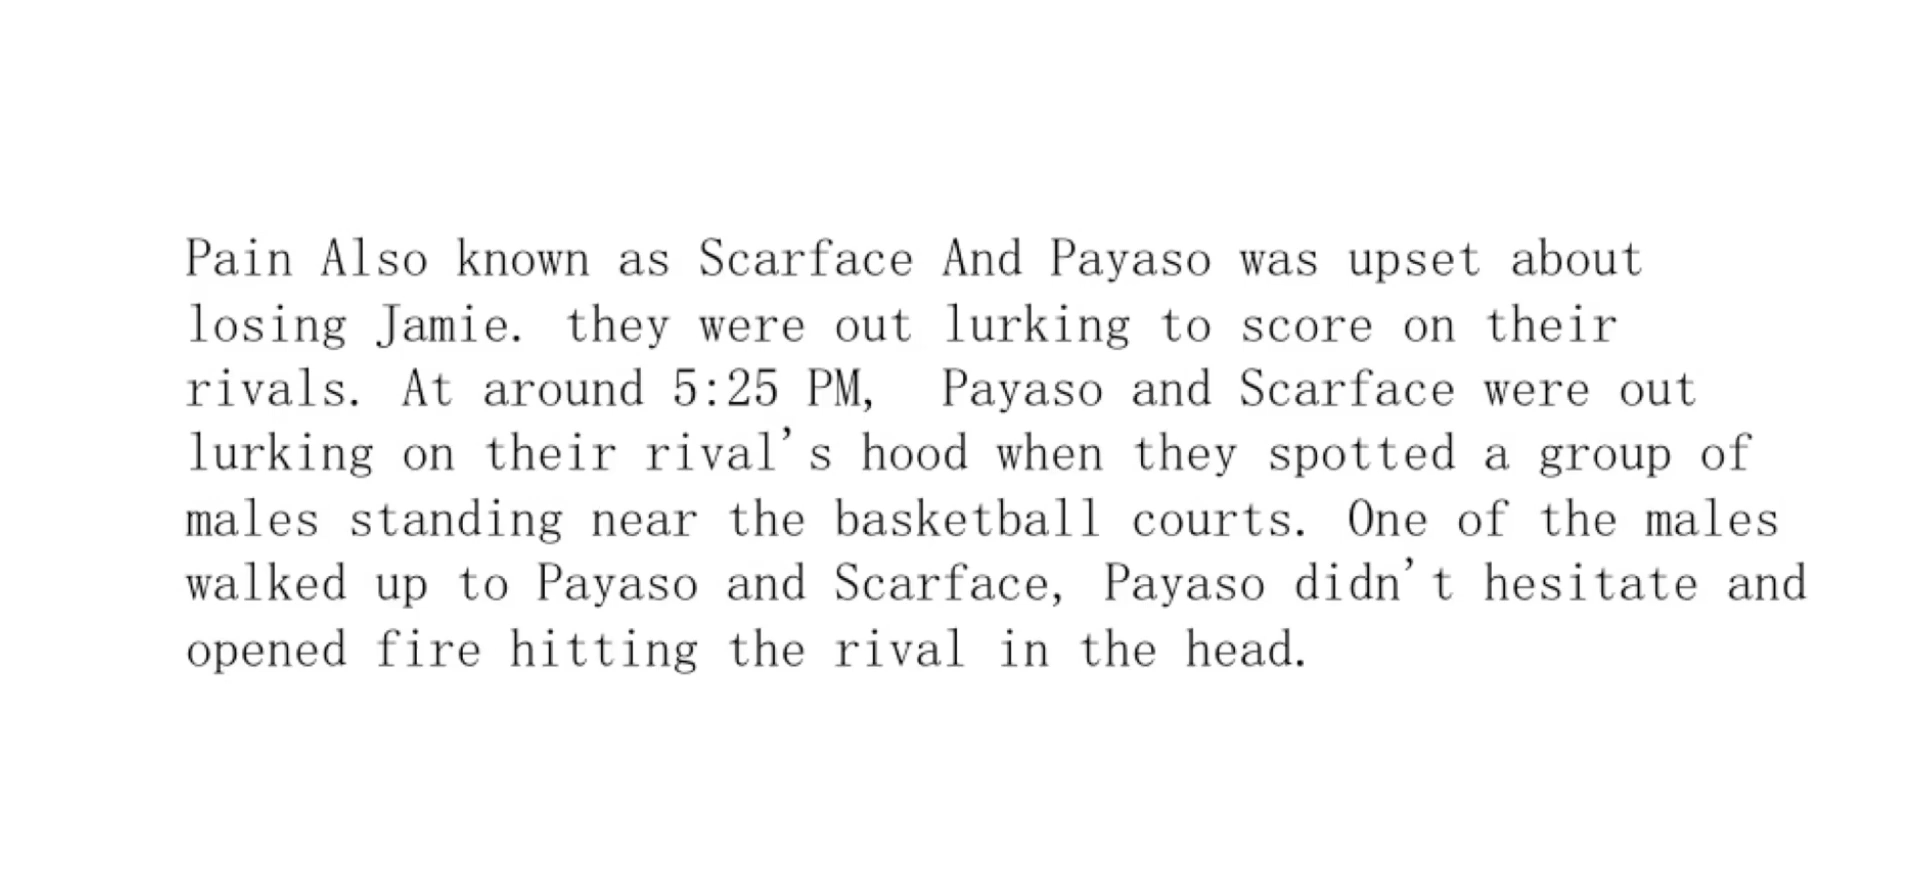 Pain Also known as Scarface And Payaso was upset about
losing Jamie. they were out lurking to score on their
rivals. At around 5:25 PM,  Payaso and Scarface were out
lurking on their rival's hood when they spotted a group of
males standing near the basketball courts. One of the males
walked up to Payaso and Scarface, Payaso didn't hesitate and
opened fire hitting the rival in the head.